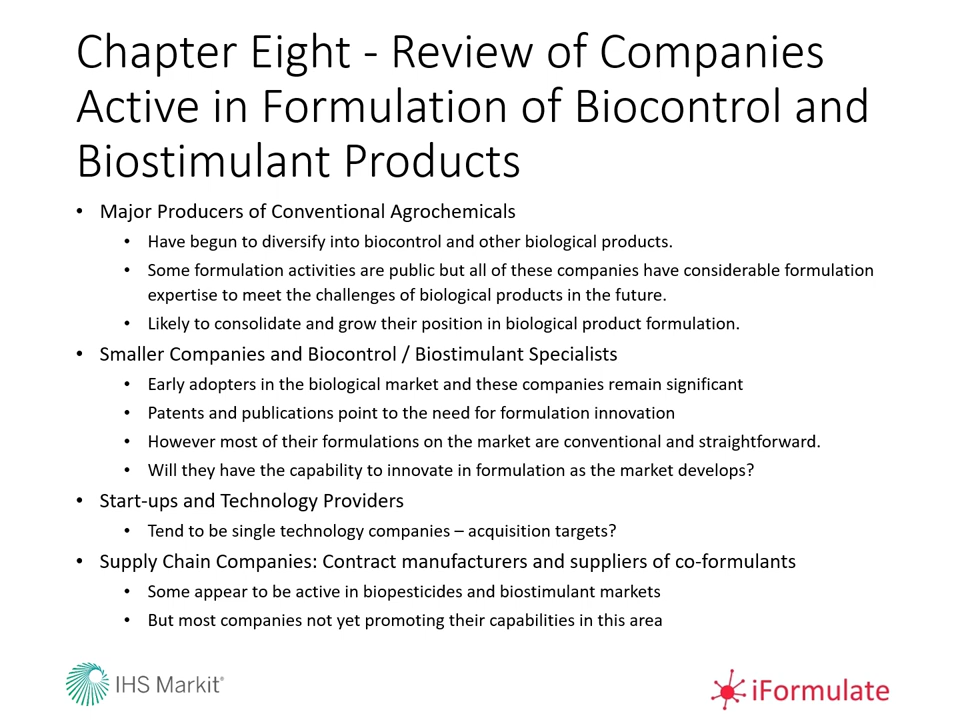 Chapter Eight - Review of Companies
Active in Formulation of Biocontrol and
Biostimulant Products
• Major Producers of Conventional Agrochemicals
• Have begun to diversify into biocontrol and other biological products.
• Some formulation activities are public but all of these companies have considerable formulation
expertise to meet the challenges of biological products in the future.
• Likely to consolidate and grow their position in biological product formulation.
• Smaller Companies and Biocontrol / Biostimulant Specialists
• Early adopters in the biological market and these companies remain significant
• Patents and publications point to the need for formulation innovation
• However most of their formulations on the market are conventional and straightforward.
• Will they have the capability to innovate in formulation as the market develops?
• Start-ups and Technology Providers
• Tend to be single technology companies – acquisition targets?
• Supply Chain Companies: Contract manufacturers and suppliers of co-formulants
• Some appear to be active in biopesticides and biostimulant markets
• But most companies not yet promoting their capabilities in this area
IHS Markit®
iFormulate